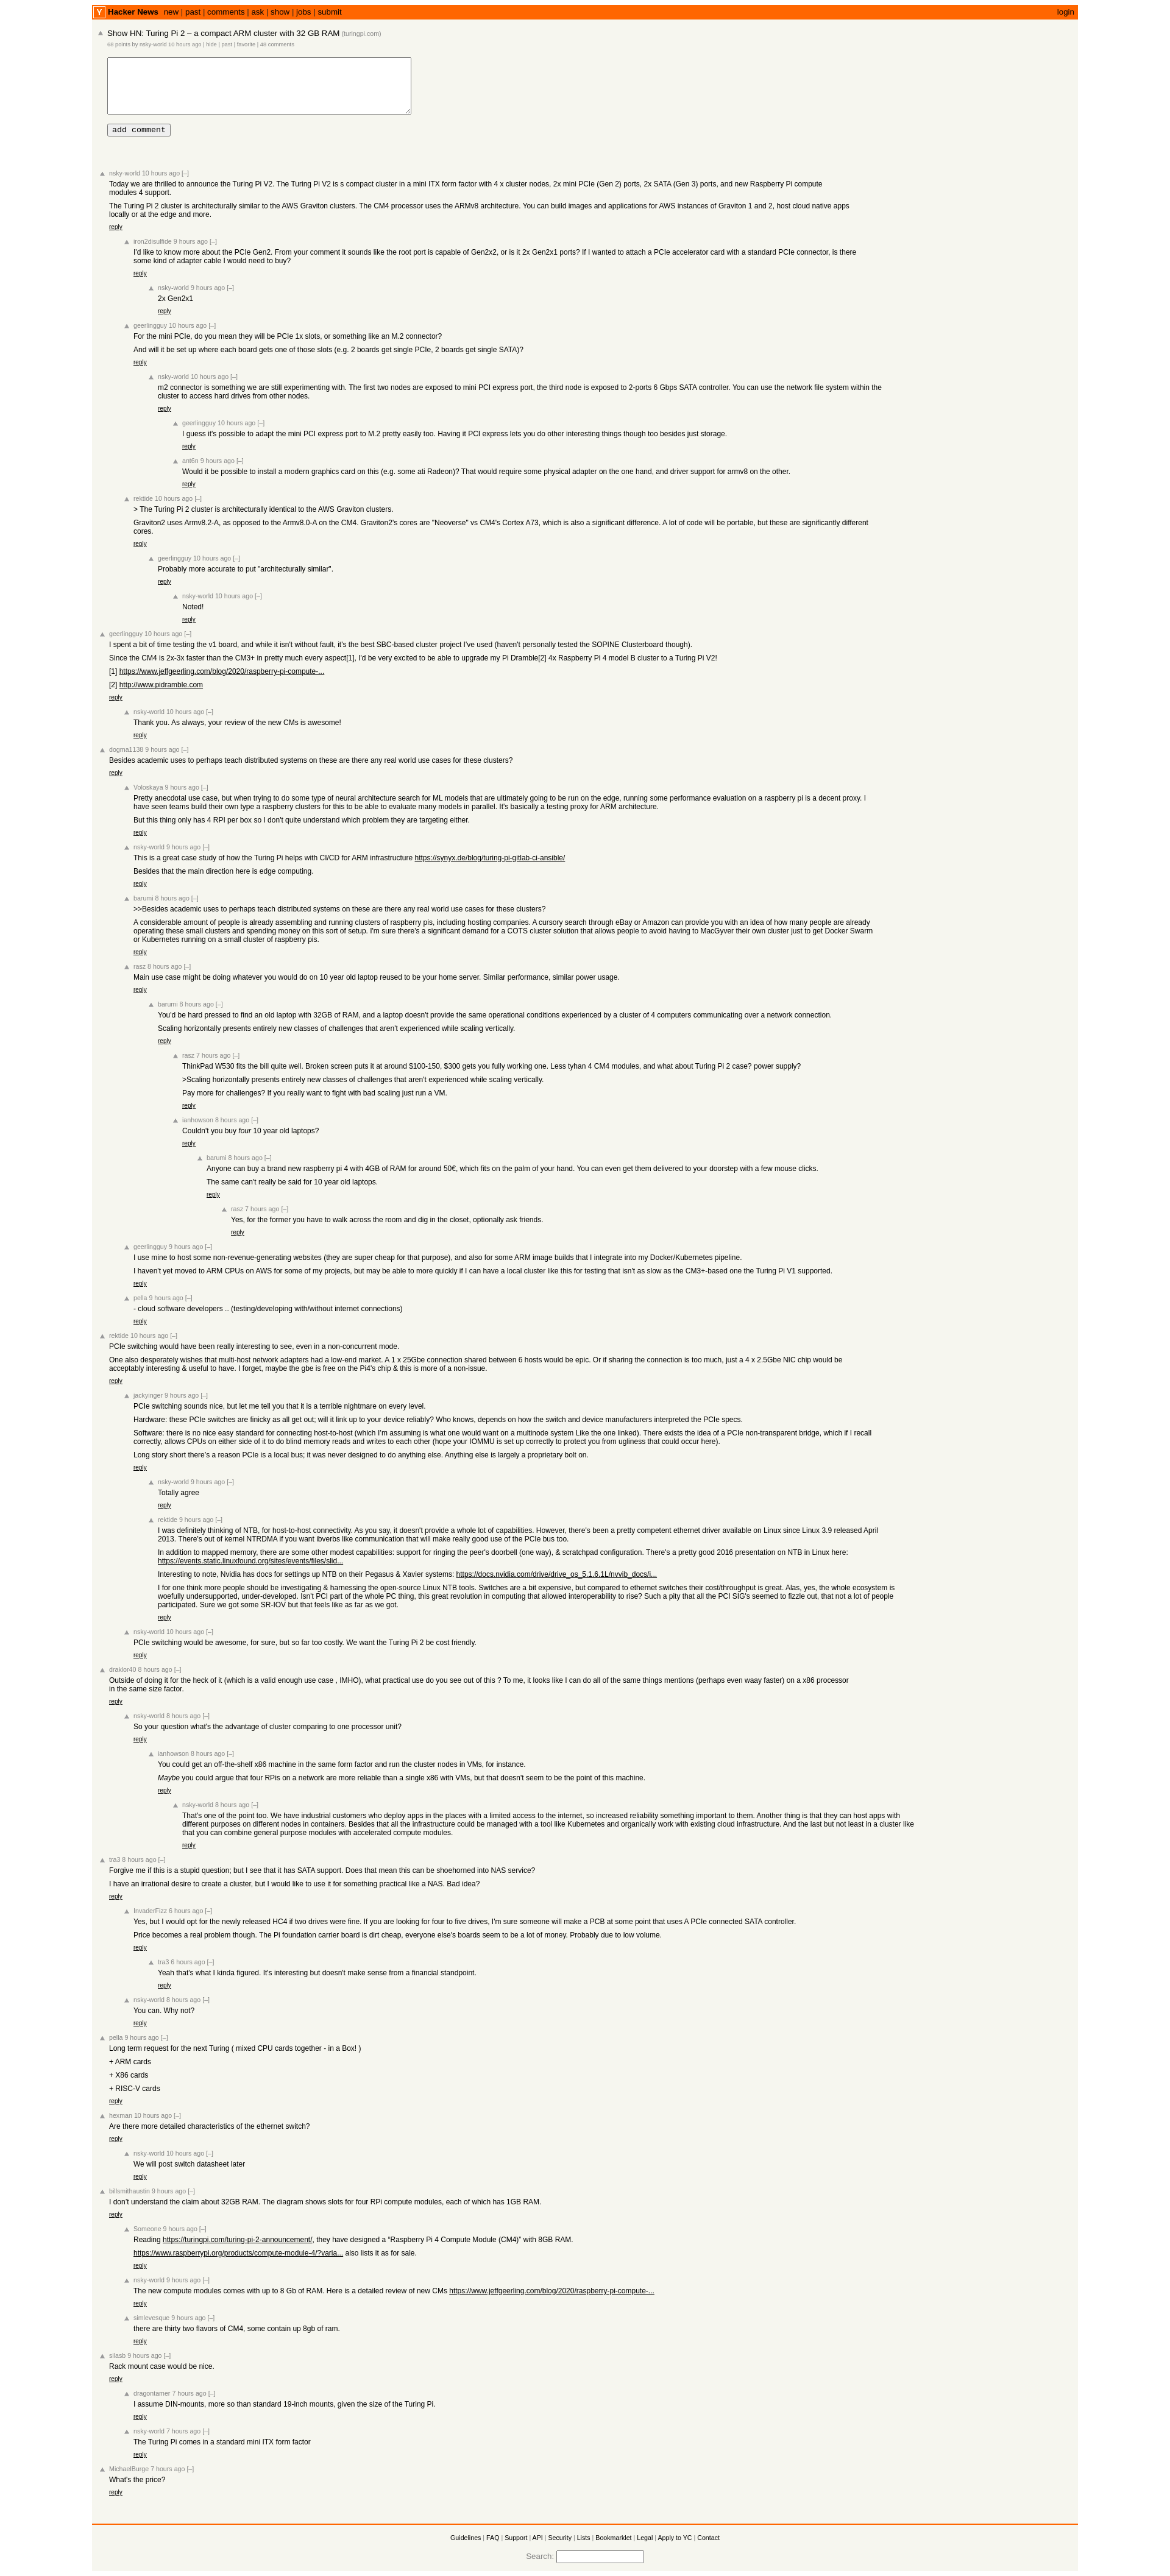 Y Hacker News new | past | comments | ask | show | jobs | submit login
Show HN: Turing Pi 2 – a compact ARM cluster with 32 GB RAM (turingpi.com)
88 points by nsky-world 10 hours ago | hide | past | favorite | 48 comments
add comment
nsky-world 10 hours ago [–]
Today we are thrilled to announce the Turing Pi V2. The Turing Pi V2 is s compact cluster in a mini ITX form factor with 4 x cluster nodes, 2x mini PCIe (Gen 2) ports, 2x SATA (Gen 3) ports, and new Raspberry Pi compute
modules 4 support.
The Turing Pi 2 cluster is architecturally similar to the AWS Graviton clusters. The CM4 processor uses the ARMv8 architecture. You can build images and applications for AWS instances of Graviton 1 and 2, host cloud native apps
locally or at the edge and more.
reply
iron2disulfide 9 hours ago [–]
I'd like to know more about the PCIe Gen2. From your comment it sounds like the root port is capable of Gen2x2, or is it 2x Gen2x1 ports? If I wanted to attach a PCIe accelerator card with a standard PCIe connector, is there
some kind of adapter cable I would need to buy?
reply
nsky-world 9 hours ago [–]
2x Gen2x1
reply
geerlingguy 10 hours ago [–]
For the mini PCIe, do you mean they will be PCIe 1x slots, or something like an M.2 connector?
And will it be set up where each board gets one of those slots (e.g. 2 boards get single PCIe, 2 boards get single SATA)?
reply
nsky-world 10 hours ago [–]
m2 connector is something we are still experimenting with. The first two nodes are exposed to mini PCI express port, the third node is exposed to 2-ports 6 Gbps SATA controller. You can use the network file system within the
cluster to access hard drives from other nodes.
reply
geerlingguy 10 hours ago [–]
I guess it's possible to adapt the mini PCI express port to M.2 pretty easily too. Having it PCI express lets you do other interesting things though too besides just storage.
reply
ant6n 9 hours ago [–]
Would it be possible to install a modern graphics card on this (e.g. some ati Radeon)? That would require some physical adapter on the one hand, and driver support for armv8 on the other.
reply
rektide 10 hours ago [–]
> The Turing Pi 2 cluster is architecturally identical to the AWS Graviton clusters.
Graviton2 uses Armv8.2-A, as opposed to the Armv8.0-A on the CM4. Graviton2's cores are "Neoverse" vs CM4's Cortex A73, which is also a significant difference. A lot of code will be portable, but these are significantly different
cores.
reply
geerlingguy 10 hours ago [–]
Probably more accurate to put "architecturally similar".
reply
nsky-world 10 hours ago [–]
Noted!
reply
geerlingguy 10 hours ago [–]
I spent a bit of time testing the v1 board, and while it isn't without fault, it's the best SBC-based cluster project I've used (haven't personally tested the SOPINE Clusterboard though).
Since the CM4 is 2x-3x faster than the CM3+ in pretty much every aspect[1], I'd be very excited to be able to upgrade my Pi Dramble[2] 4x Raspberry Pi 4 model B cluster to a Turing Pi V2!
[1] https://www.jeffgeerling.com/blog/2020/raspberry-pi-compute-...
[2] http://www.pidramble.com
reply
nsky-world 10 hours ago [–]
Thank you. As always, your review of the new CMs is awesome!
reply
dogma1138 9 hours ago [–]
Besides academic uses to perhaps teach distributed systems on these are there any real world use cases for these clusters?
reply
Voloskaya 9 hours ago [–]
Pretty anecdotal use case, but when trying to do some type of neural architecture search for ML models that are ultimately going to be run on the edge, running some performance evaluation on a raspberry pi is a decent proxy. I
have seen teams build their own type a raspberry clusters for this to be able to evaluate many models in parallel. It's basically a testing proxy for ARM architecture.
But this thing only has 4 RPI per box so I don't quite understand which problem they are targeting either.
reply
nsky-world 9 hours ago [–]
This is a great case study of how the Turing Pi helps with CI/CD for ARM infrastructure https://synyx.de/blog/turing-pi-gitlab-ci-ansible/
Besides that the main direction here is edge computing.
reply
barumi 8 hours ago [–]
>>Besides academic uses to perhaps teach distributed systems on these are there any real world use cases for these clusters?
A considerable amount of people is already assembling and running clusters of raspberry pis, including hosting companies. A cursory search through eBay or Amazon can provide you with an idea of how many people are already
operating these small clusters and spending money on this sort of setup. I'm sure there's a significant demand for a COTS cluster solution that allows people to avoid having to MacGyver their own cluster just to get Docker Swarm
or Kubernetes running on a small cluster of raspberry pis.
reply
rasz 8 hours ago [–]
Main use case might be doing whatever you would do on 10 year old laptop reused to be your home server. Similar performance, similar power usage.
reply
barumi 8 hours ago [–]
You'd be hard pressed to find an old laptop with 32GB of RAM, and a laptop doesn't provide the same operational conditions experienced by a cluster of 4 computers communicating over a network connection.
Scaling horizontally presents entirely new classes of challenges that aren't experienced while scaling vertically.
reply
rasz 7 hours ago [–]
ThinkPad W530 fits the bill quite well. Broken screen puts it at around $100-150, $300 gets you fully working one. Less tyhan 4 CM4 modules, and what about Turing Pi 2 case? power supply?
>Scaling horizontally presents entirely new classes of challenges that aren't experienced while scaling vertically.
Pay more for challenges? If you really want to fight with bad scaling just run a VM.
reply
ianhowson 8 hours ago [–]
Couldn't you buy four 10 year old laptops?
reply
barumi 8 hours ago [–]
Anyone can buy a brand new raspberry pi 4 with 4GB of RAM for around 50€, which fits on the palm of your hand. You can even get them delivered to your doorstep with a few mouse clicks.
The same can't really be said for 10 year old laptops.
reply
rasz 7 hours ago [–]
Yes, for the former you have to walk across the room and dig in the closet, optionally ask friends.
reply
geerlingguy 9 hours ago [–]
I use mine to host some non-revenue-generating websites (they are super cheap for that purpose), and also for some ARM image builds that I integrate into my Docker/Kubernetes pipeline.
I haven't yet moved to ARM CPUs on AWS for some of my projects, but may be able to more quickly if I can have a local cluster like this for testing that isn't as slow as the CM3+-based one the Turing Pi V1 supported.
reply
pella 9 hours ago [–]
- cloud software developers .. (testing/developing with/without internet connections)
reply
rektide 10 hours ago [–]
PCIe switching would have been really interesting to see, even in a non-concurrent mode.
One also desperately wishes that multi-host network adapters had a low-end market. A 1 x 25Gbe connection shared between 6 hosts would be epic. Or if sharing the connection is too much, just a 4 x 2.5Gbe NIC chip would be
acceptably interesting & useful to have. I forget, maybe the gbe is free on the Pi4's chip & this is more of a non-issue.
reply
jackyinger 9 hours ago [–]
PCIe switching sounds nice, but let me tell you that it is a terrible nightmare on every level.
Hardware: these PCIe switches are finicky as all get out; will it link up to your device reliably? Who knows, depends on how the switch and device manufacturers interpreted the PCIe specs.
Software: there is no nice easy standard for connecting host-to-host (which I'm assuming is what one would want on a multinode system Like the one linked). There exists the idea of a PCIe non-transparent bridge, which if I recall
correctly, allows CPUs on either side of it to do blind memory reads and writes to each other (hope your IOMMU is set up correctly to protect you from ugliness that could occur here).
Long story short there's a reason PCIe is a local bus; it was never designed to do anything else. Anything else is largely a proprietary bolt on.
reply
nsky-world 9 hours ago [–]
Totally agree
reply
rektide 9 hours ago [–]
I was definitely thinking of NTB, for host-to-host connectivity. As you say, it doesn't provide a whole lot of capabilities. However, there's been a pretty competent ethernet driver available on Linux since Linux 3.9 released April
2013. There's out of kernel NTRDMA if you want ibverbs like communication that will make really good use of the PCIe bus too.
In addition to mapped memory, there are some other modest capabilities: support for ringing the peer's doorbell (one way), & scratchpad configuration. There's a pretty good 2016 presentation on NTB in Linux here:
https://events.static.linuxfound.org/sites/events/files/slid...
Interesting to note, Nvidia has docs for settings up NTB on their Pegasus & Xavier systems: https://docs.nvidia.com/drive/drive_os_5.1.6.1L/nvvib_docs/i...
I for one think more people should be investigating & harnessing the open-source Linux NTB tools. Switches are a bit expensive, but compared to ethernet switches their cost/throughput is great. Alas, yes, the whole ecosystem is
woefully undersupported, under-developed. Isn't PCI part of the whole PC thing, this great revolution in computing that allowed interoperability to rise? Such a pity that all the PCI SIG's seemed to fizzle out, that not a lot of people
participated. Sure we got some SR-IOV but that feels like as far as we got.
reply
nsky-world 10 hours ago [–]
PCIe switching would be awesome, for sure, but so far too costly. We want the Turing Pi 2 be cost friendly.
reply
draklor40 8 hours ago [–]
Outside of doing it for the heck of it (which is a valid enough use case , IMHO), what practical use do you see out of this ? To me, it looks like I can do all of the same things mentions (perhaps even waay faster) on a x86 processor
in the same size factor.
reply
nsky-world 8 hours ago [–]
So your question what's the advantage of cluster comparing to one processor unit?
reply
ianhowson 8 hours ago [–]
You could get an off-the-shelf x86 machine in the same form factor and run the cluster nodes in VMs, for instance.
Maybe you could argue that four RPis on a network are more reliable than a single x86 with VMs, but that doesn't seem to be the point of this machine.
reply
nsky-world 8 hours ago [–]
That's one of the point too. We have industrial customers who deploy apps in the places with a limited access to the internet, so increased reliability something important to them. Another thing is that they can host apps with
different purposes on different nodes in containers. Besides that all the infrastructure could be managed with a tool like Kubernetes and organically work with existing cloud infrastructure. And the last but not least in a cluster like
that you can combine general purpose modules with accelerated compute modules.
reply
tra3 8 hours ago [–]
Forgive me if this is a stupid question; but I see that it has SATA support. Does that mean this can be shoehorned into NAS service?
I have an irrational desire to create a cluster, but I would like to use it for something practical like a NAS. Bad idea?
reply
InvaderFizz 6 hours ago [–]
Yes, but I would opt for the newly released HC4 if two drives were fine. If you are looking for four to five drives, I'm sure someone will make a PCB at some point that uses A PCIe connected SATA controller.
Price becomes a real problem though. The Pi foundation carrier board is dirt cheap, everyone else's boards seem to be a lot of money. Probably due to low volume.
reply
tra3 6 hours ago [–]
Yeah that's what I kinda figured. It's interesting but doesn't make sense from a financial standpoint.
reply
nsky-world 8 hours ago [–]
You can. Why not?
reply
pella 9 hours ago [–]
Long term request for the next Turing ( mixed CPU cards together - in a Box! )
+ ARM cards
+ X86 cards
+ RISC-V cards
reply
hexman 10 hours ago [–]
Are there more detailed characteristics of the ethernet switch?
reply
nsky-world 10 hours ago [–]
We will post switch datasheet later
reply
billsmithaustin 9 hours ago [–]
I don't understand the claim about 32GB RAM. The diagram shows slots for four RPi compute modules, each of which has 1GB RAM.
reply
Someone 9 hours ago [–]
Reading https://turingpi.com/turing-pi-2-announcement/, they have designed a “Raspberry Pi 4 Compute Module (CM4)” with 8GB RAM.
https://www.raspberrypi.org/products/compute-module-4/?varia... also lists it as for sale.
reply
nsky-world 9 hours ago [–]
The new compute modules comes with up to 8 Gb of RAM. Here is a detailed review of new CMs https://www.jeffgeerling.com/blog/2020/raspberry-pi-compute-...
reply
simlevesque 9 hours ago [–]
there are thirty two flavors of CM4, some contain up 8gb of ram.
reply
silasb 9 hours ago [–]
Rack mount case would be nice.
reply
dragontamer 7 hours ago [–]
I assume DIN-mounts, more so than standard 19-inch mounts, given the size of the Turing Pi.
reply
nsky-world 7 hours ago [–]
The Turing Pi comes in a standard mini ITX form factor
reply
MichaelBurge 7 hours ago [–]
What's the price?
reply
Guidelines | FAQ | Support | API | Security | Lists | Bookmarklet | Legal | Apply to YC | Contact
Search: